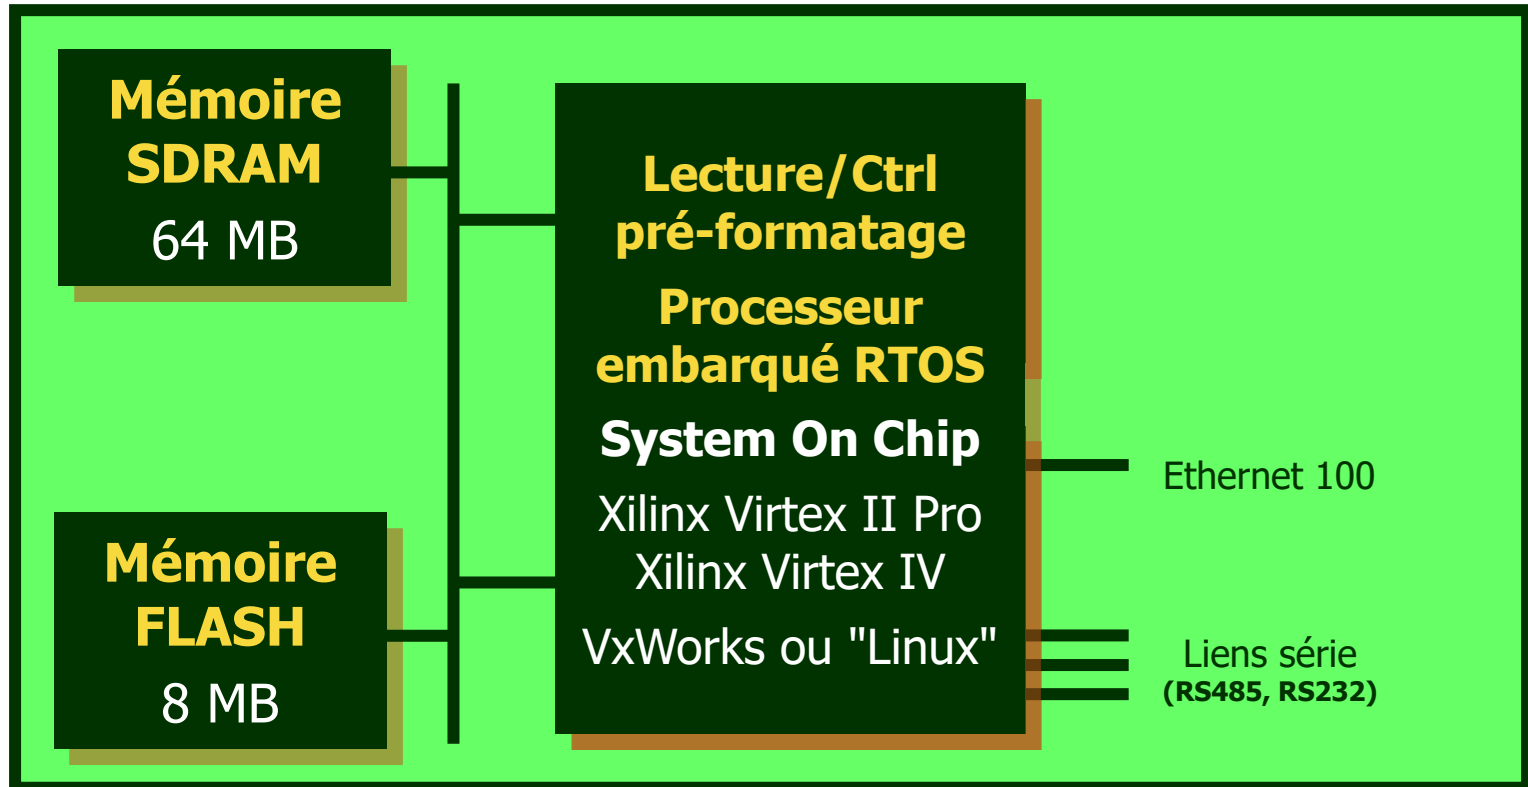 Mémoire
SDRAM
64 MB
Mémoire
FLASH
8 MB
Lecture/Ctrl
pré-formatage
Processeur
embarqué RTOS
System On Chip
Xilinx Virtex II Pro
Xilinx Virtex IV
VxWorks ou "Linux"
Ethernet 100
Liens série
(RS485, RS232)